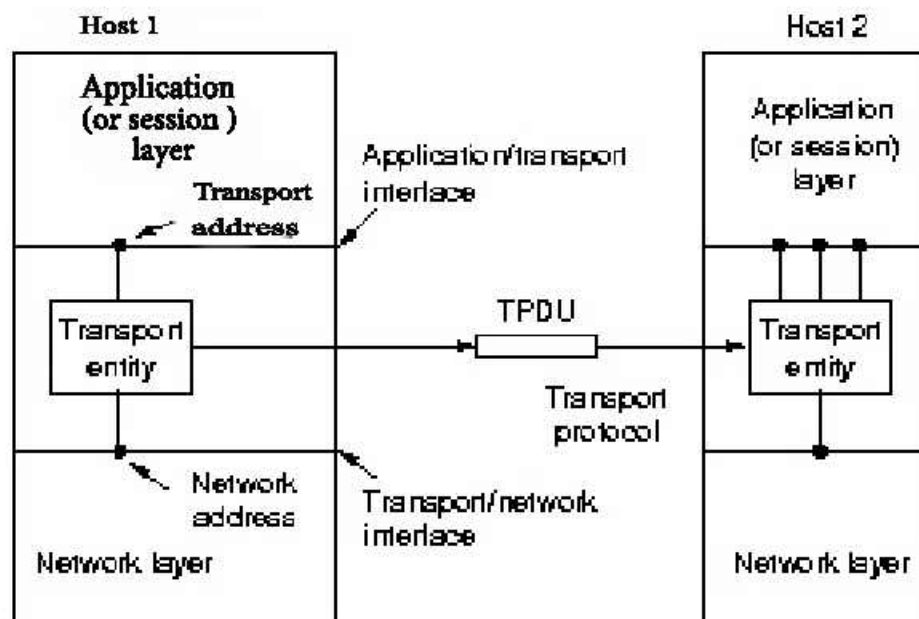 Host 1
Host 2
Application
(or session )
layer
Application/transport
interface
Application
(or session)
layer
Transport
address
TPDU
Transport
entity
Transport
entity
Transport
protocol
Network
address
Transport/network
interface
Network layer
Network layer